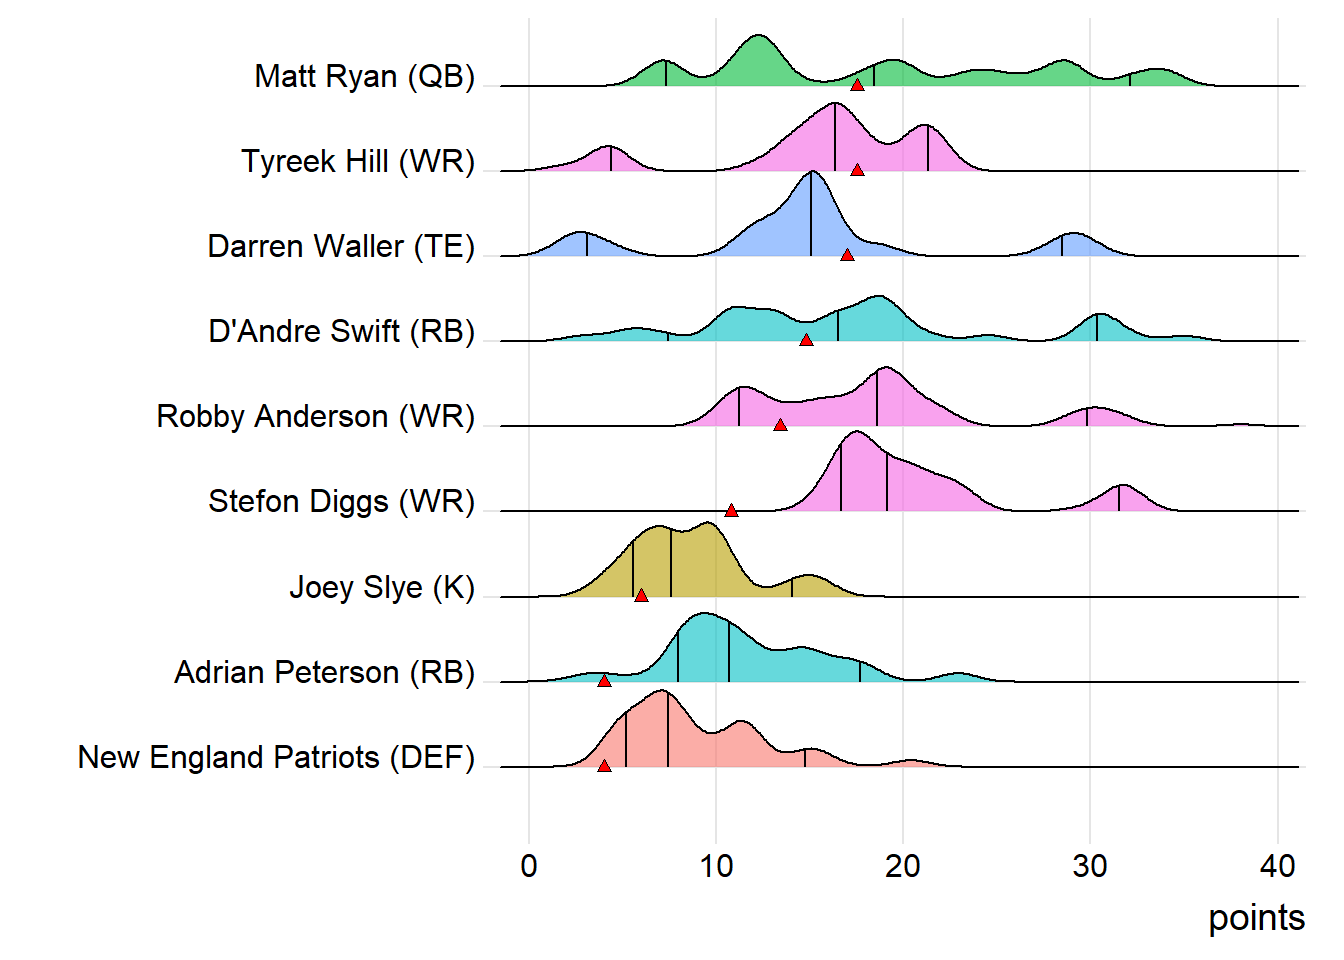 Matt Ryan (QB)
Tyreek Hill (WR)
Darren Waller (TE)
D'Andre Swift (RB)
Robby Anderson (WR)
Stefon Diggs (WR)
Joey Slye (K)
Adrian Peterson (RB)
New England Patriots (DEF)
0 10 20 30 40
points